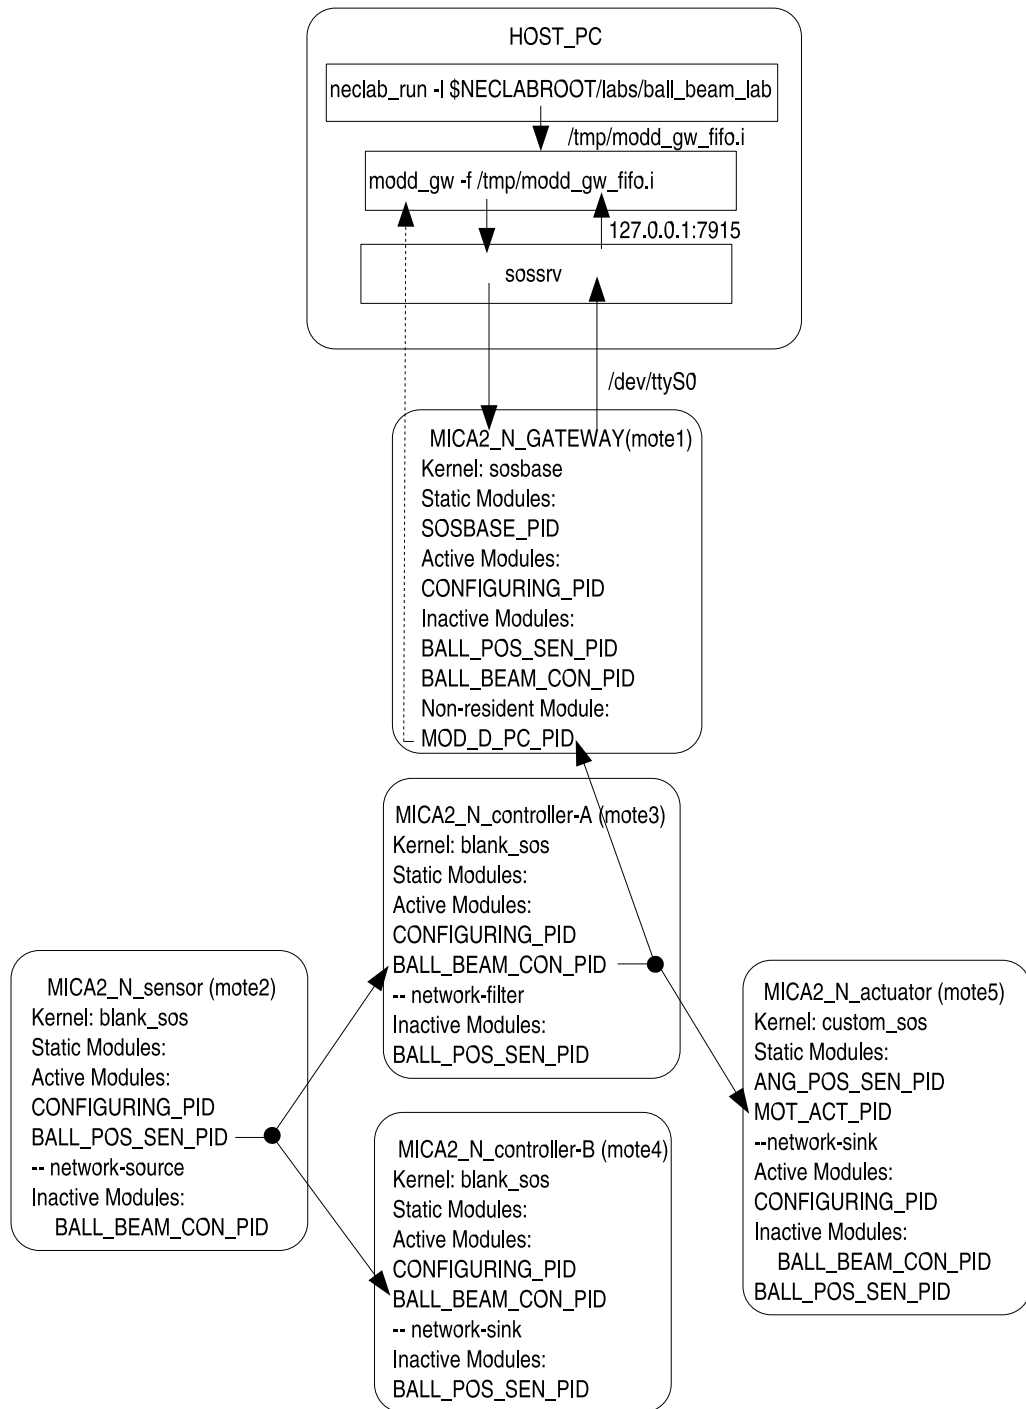 HOST_PC
neclab_run -l $NECLABROOT/labs/ball_beam_lab
/tmp/modd_gw_fifo.i
modd_gw -f /tmp/modd_gw_fifo.i
127.0.0.1:7915
sossrv
/dev/ttyS0
MICA2_N_GATEWAY(mote1)
Kernel: sosbase
Static Modules:
SOSBASE_PID
Active Modules:
CONFIGURING_PID
Inactive Modules:
BALL_POS_SEN_PID
BALL_BEAM_CON_PID
Non-resident Module:
MOD_D_PC_PID
MICA2_N_controller-A (mote3)
Kernel: blank_sos
Static Modules:
Active Modules:
CONFIGURING_PID
BALL_BEAM_CON_PID
-- network-filter
Inactive Modules:
BALL_POS_SEN_PID
MICA2_N_sensor (mote2)
Kernel: blank_sos
Static Modules:
Active Modules:
CONFIGURING_PID
BALL_POS_SEN_PID
-- network-source
Inactive Modules:
BALL_BEAM_CON_PID
MICA2_N_controller-B (mote4)
Kernel: blank_sos
Static Modules:
Active Modules:
CONFIGURING_PID
BALL_BEAM_CON_PID
-- network-sink
Inactive Modules:
BALL_POS_SEN_PID
MICA2_N_actuator (mote5)
Kernel: custom_sos
Static Modules:
ANG_POS_SEN_PID
MOT_ACT_PID
--network-sink
Active Modules:
CONFIGURING_PID
Inactive Modules:
BALL_BEAM_CON_PID
BALL_POS_SEN_PID